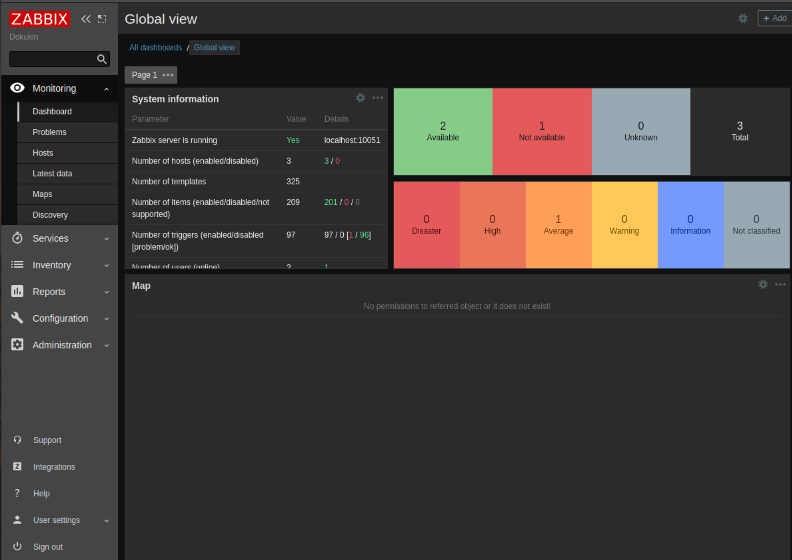 ZABBIX
Dokukin
Monitoring
Dashboard
Problems
Hosts
Latest data
Maps
Discovery
Services
Inventory
Reports
Configuration
Administration
Support
Integrations
Help
User settings
Sign out
Global view
Add
All dashboards / Global view
Page 1
System information
Parameter Value Details
Zabbix server is running Yes localhost:10051
Number of hosts (enabled/disabled) 3 3 / 0
Number of templates 325
Number of items (enabled/disabled/not 209 201 / 0 / 8
supported)
Number of triggers (enabled/disabled 97 97 / 0 [1 / 96]
[problem/ok])
Number of users (online) 2 1
2 1 0 3
Available Not available Unknown Total
0 0 1 0 0 0
Disaster High Average Warning Information Not classified
Map
No permissions to referred object or it does not exist!